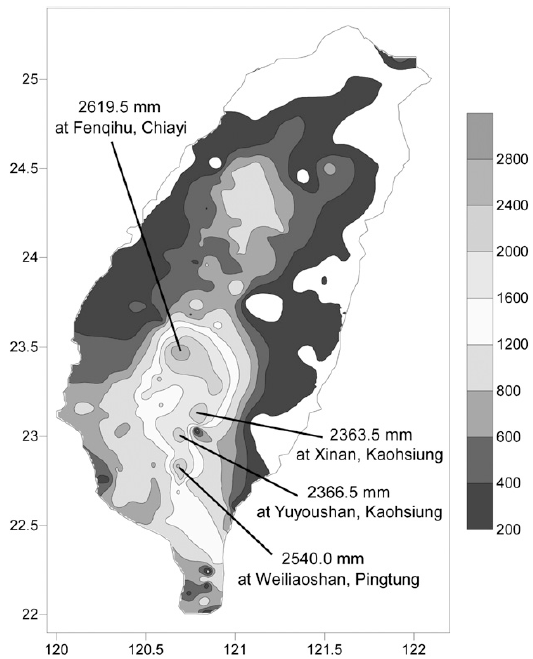 2619.5 mm
at Fenqihu, Chiayi
2363.5 mm
at Xinan, Kaohsiung
2366.5 mm
at Yuyoushan, Kaohsiung
2540.0 mm
at Weiliaoshan, Pingtung
25
24.5
24
23.5
23
22.5
22
120
120.5
121
121.5
122
2800
2400
2000
1600
1200
800
600
400
200